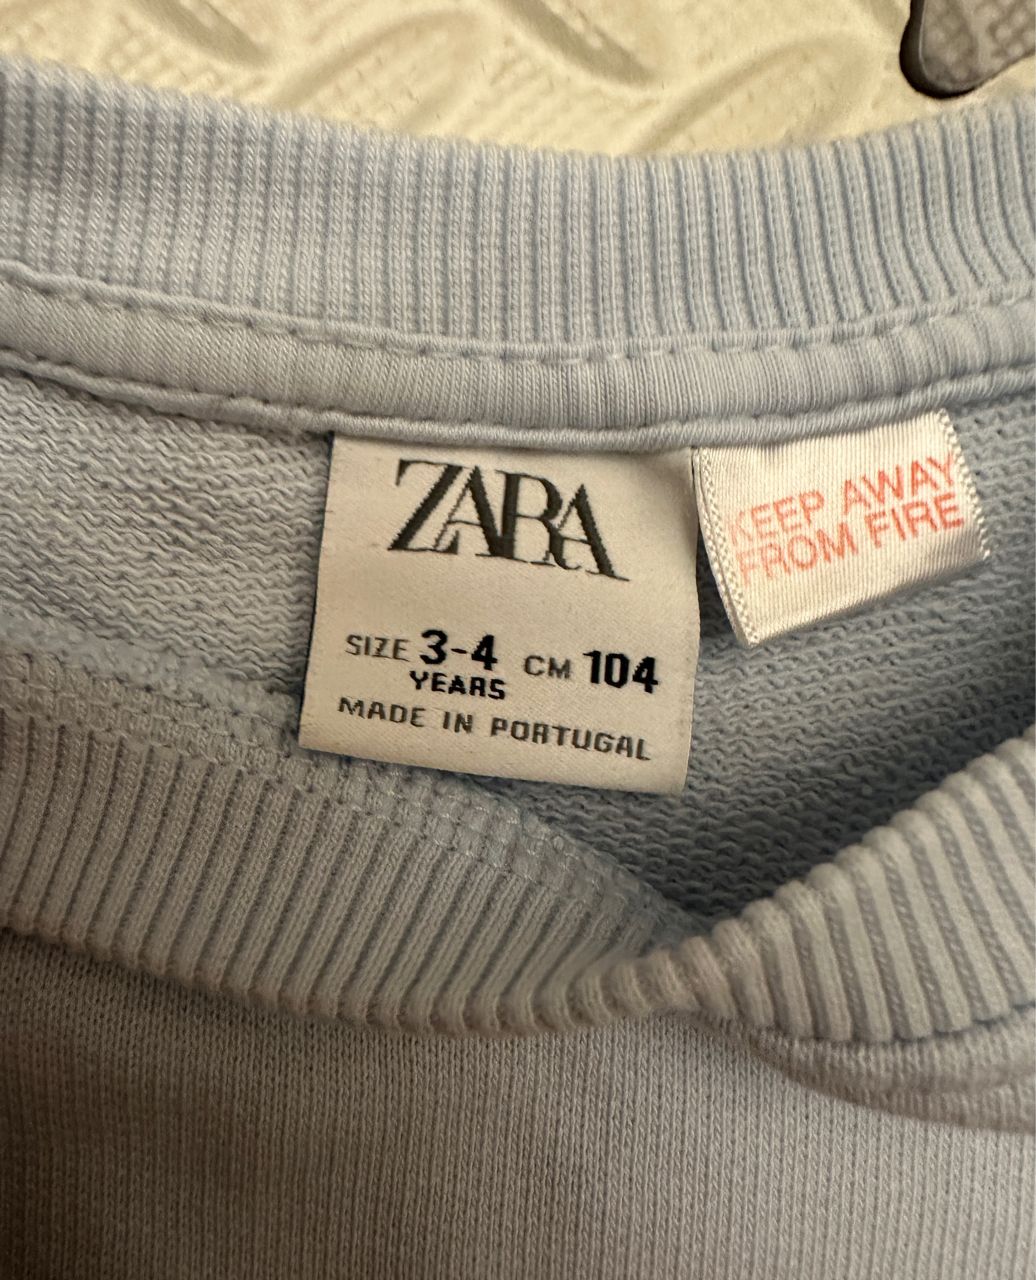 ZARA
SIZE 3-4 CM 104
YEARS
MADE IN PORTUGAL
KEEP AWAY
FROM FIRE